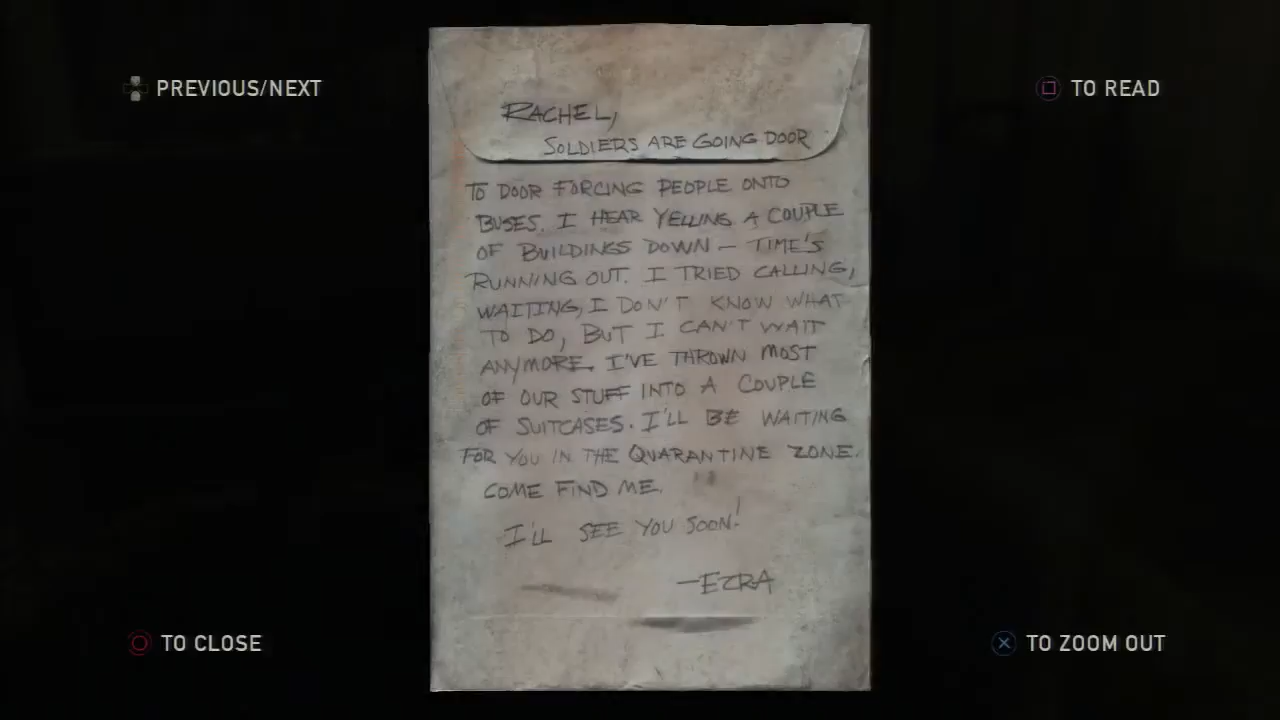 PREVIOUS/NEXT
TO READ
RACHEL,
SOLDIERS ARE GOING DOOR
TO DOOR FORCING PEOPLE ONTO
BUSES. I HEAR YELLING A COUPLE
OF BUILDINGS DOWN – TIME'S
RUNNING OUT. I TRIED CALLING,
WAITING, I DON'T KNOW WHAT
TO DO, BUT I CAN'T WAIT
ANYMORE. I'VE THROWN MOST
OF OUR STUFF INTO A COUPLE
OF SUITCASES. I'LL BE WAITING
FOR YOU IN THE QUARANTINE ZONE.
COME FIND ME.
I'LL SEE YOU SOON!
–EZRA
TO CLOSE
TO ZOOM OUT